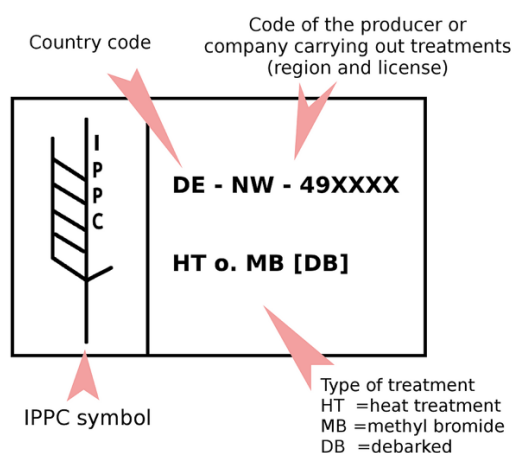 Country code
Code of the producer or
company carrying out treatments
(region and license)
I
P
P
C
DE - NW - 49XXXX
HT o. MB [DB]
IPPC symbol
Type of treatment
HT =heat treatment
MB =methyl bromide
DB =debarked